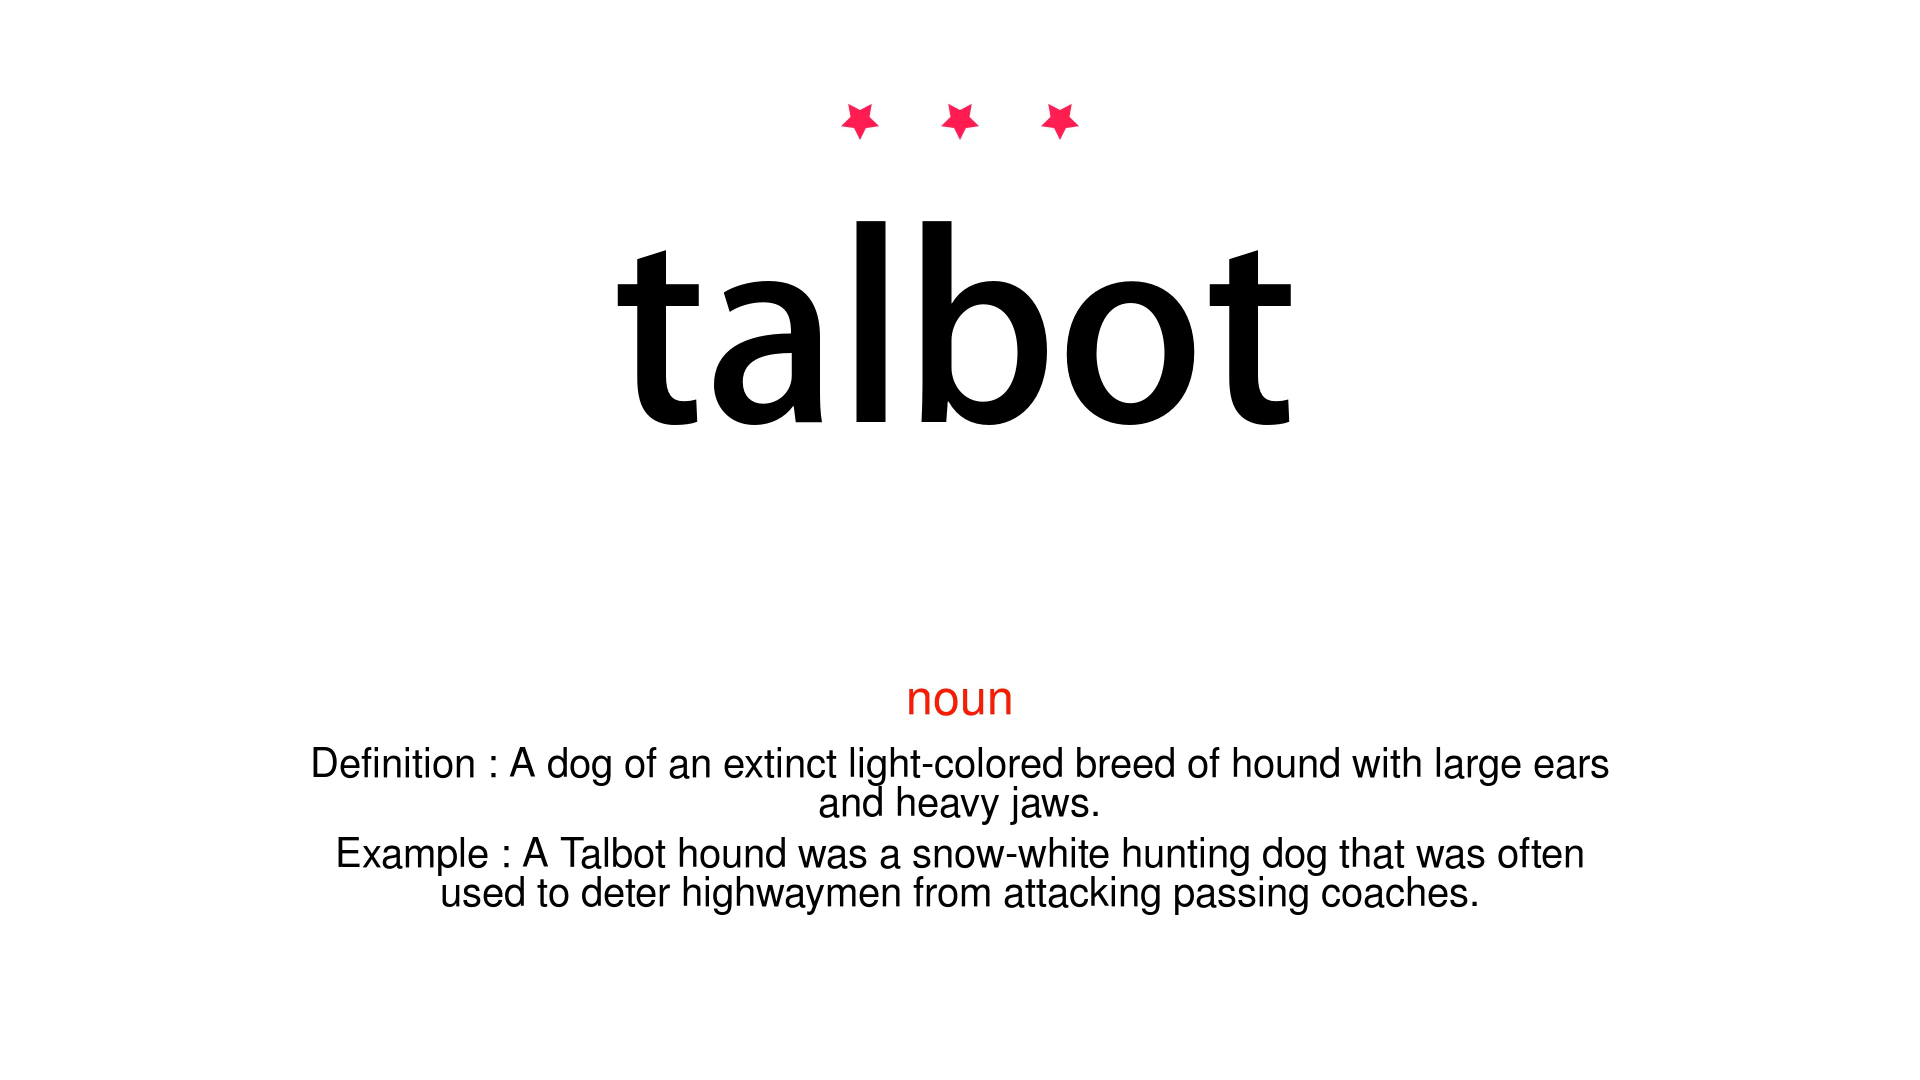 talbot
noun
Definition : A dog of an extinct light-colored breed of hound with large ears
and heavy jaws.
Example : A Talbot hound was a snow-white hunting dog that was often
used to deter highwaymen from attacking passing coaches.